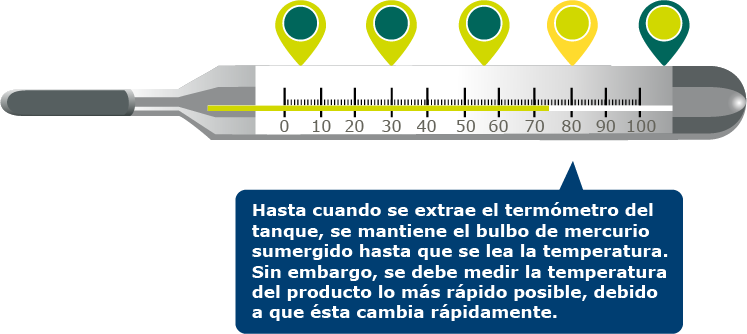 0 10 20 30 40 50 60 70 80 90 100
Hasta cuando se extrae el termómetro del
tanque, se mantiene el bulbo de mercurio
sumergido hasta que se lea la temperatura.
Sin embargo, se debe medir la temperatura
del producto lo más rápido posible, debido
a que ésta cambia rápidamente.